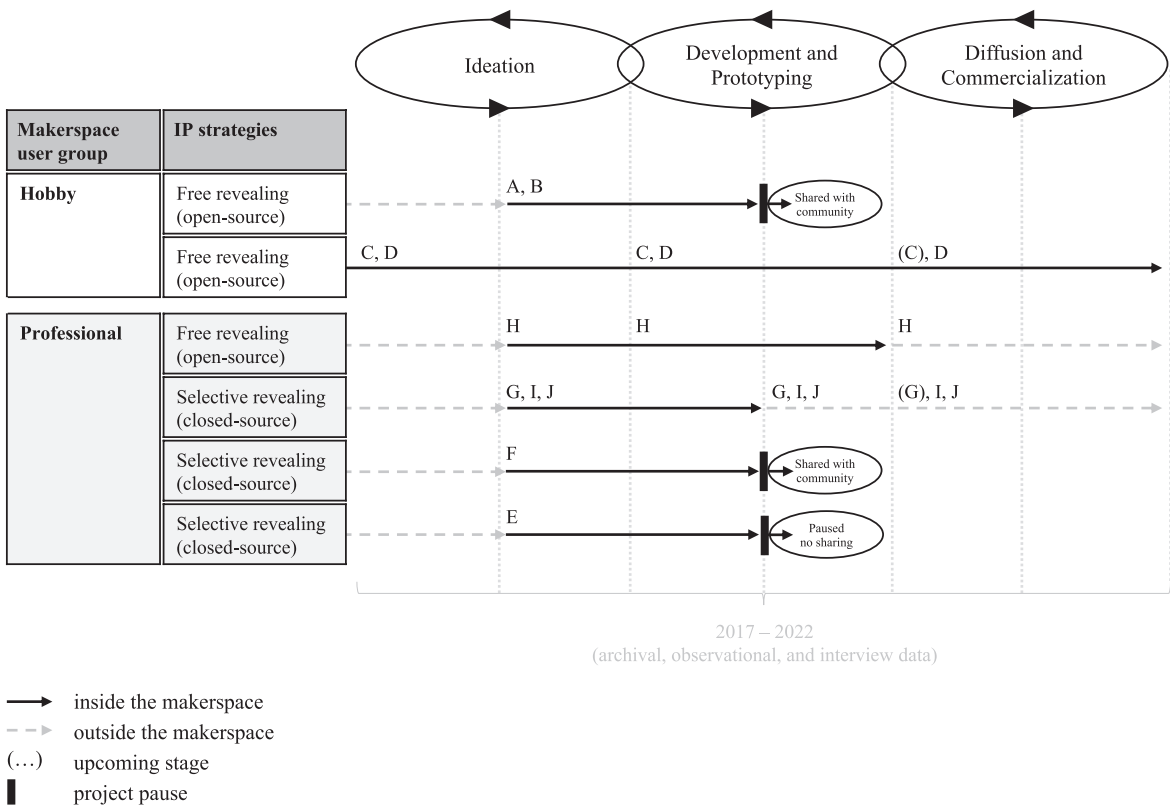 Ideation
Development and
Prototyping
Diffusion and
Commercialization
Makerspace
user group
IP strategies
Hobby
Free revealing
(open-source)
A, B
Shared with
community
Free revealing
(open-source)
C, D
C, D
(C), D
Professional
Free revealing
(open-source)
H
H
H
Selective revealing
(closed-source)
G, I, J
G, I, J
(G), I, J
Selective revealing
(closed-source)
F
Shared with
community
Selective revealing
(closed-source)
E
Paused
no sharing
2017 – 2022
(archival, observational, and interview data)
inside the makerspace
outside the makerspace
(…) upcoming stage
project pause